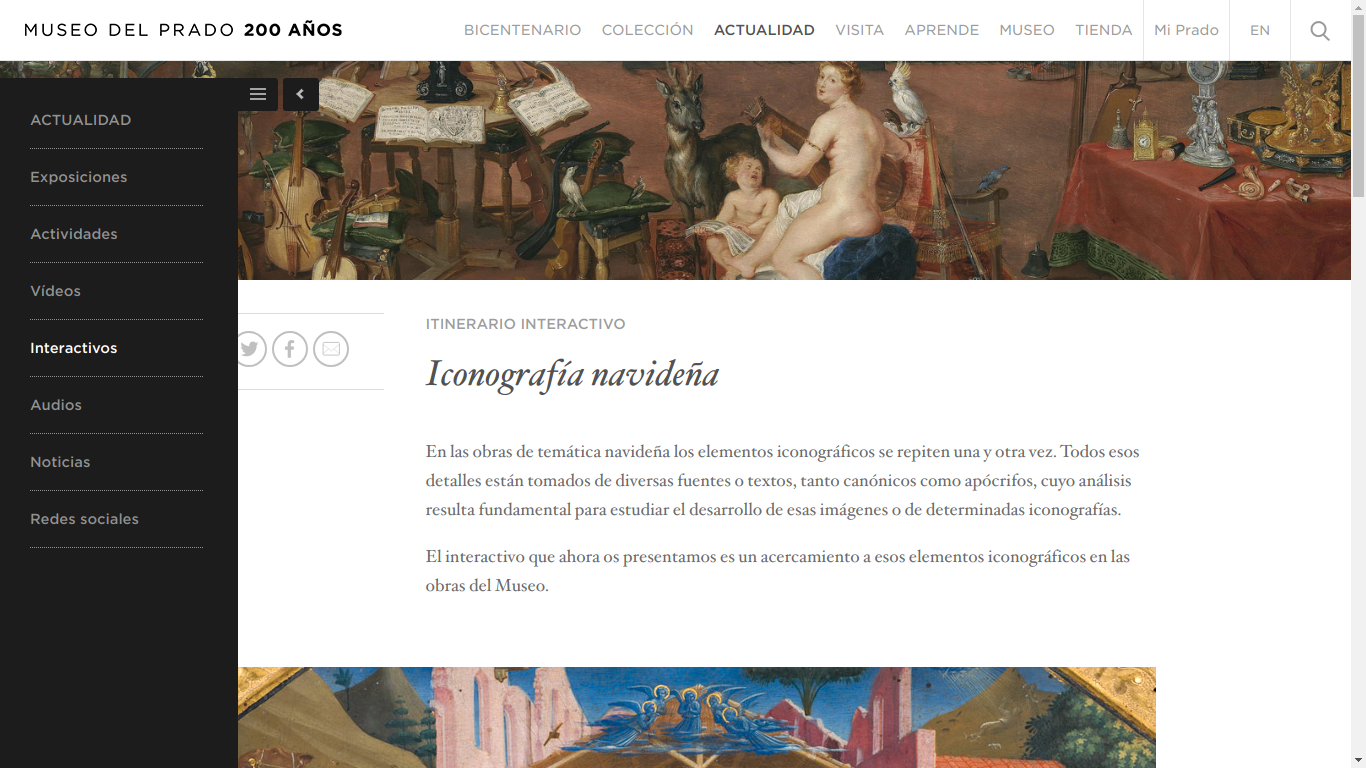 MUSEO DEL PRADO 200 AÑOS
BICENTENARIO COLECCIÓN ACTUALIDAD VISITA APRENDE MUSEO TIENDA Mi Prado EN
ACTUALIDAD
Exposiciones
Actividades
Vídeos
Interactivos
Audios
Noticias
Redes sociales
ITINERARIO INTERACTIVO
Iconografía navideña
En las obras de temática navideña los elementos iconográficos se repiten una y otra vez. Todos esos
detalles están tomados de diversas fuentes o textos, tanto canónicos como apócrifos, cuyo análisis
resulta fundamental para estudiar el desarrollo de esas imágenes o de determinadas iconografías.
El interactivo que ahora os presentamos es un acercamiento a esos elementos iconográficos en las
obras del Museo.